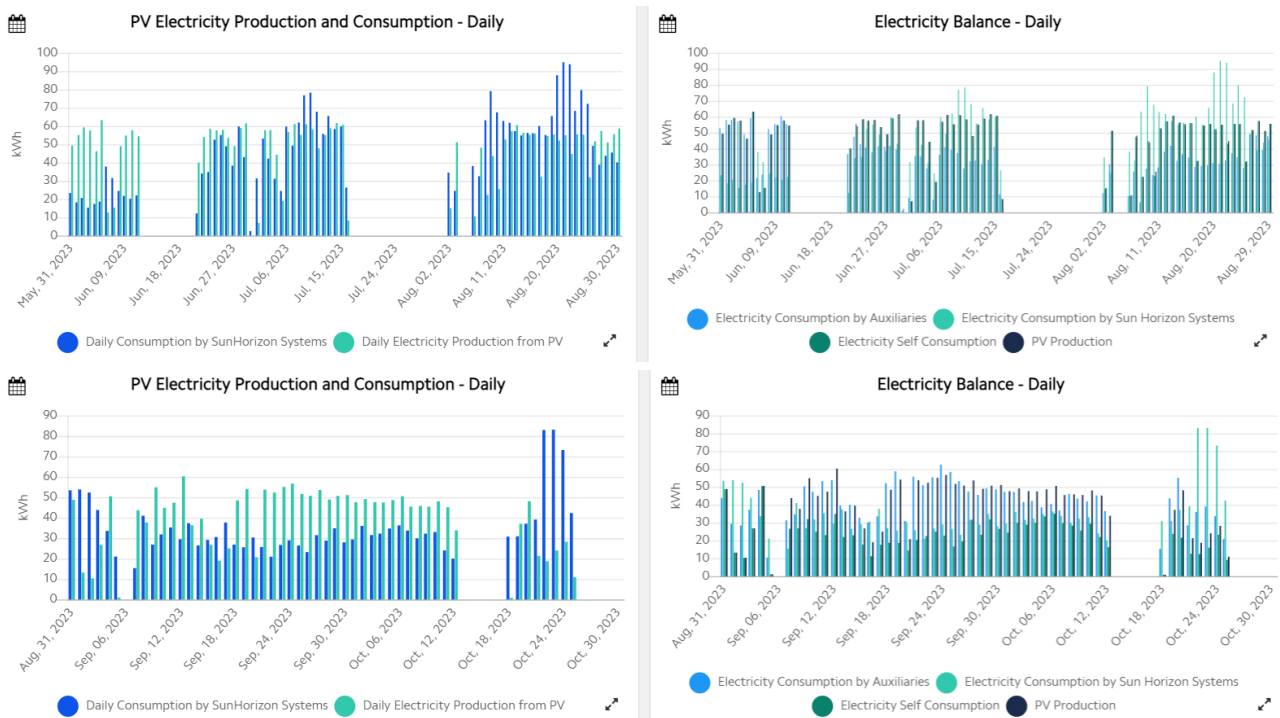 PV Electricity Production and Consumption - Daily
kWh
100
90
80
70
60
50
40
30
20
10
0
May, 31, 2023
Jun, 09, 2023
Jun, 18, 2023
Jun, 27, 2023
Jul, 06, 2023
Jul, 15, 2023
Jul, 24, 2023
Aug, 02, 2023
Aug, 11, 2023
Aug, 20, 2023
Aug, 30, 2023
Daily Consumption by SunHorizon Systems
Daily Electricity Production from PV
Electricity Balance - Daily
kWh
100
90
80
70
60
50
40
30
20
10
0
May, 31, 2023
Jun, 09, 2023
Jun, 18, 2023
Jun, 27, 2023
Jul, 06, 2023
Jul, 15, 2023
Jul, 24, 2023
Aug, 02, 2023
Aug, 11, 2023
Aug, 20, 2023
Aug, 29, 2023
Electricity Consumption by Auxiliaries
Electricity Consumption by Sun Horizon Systems
Electricity Self Consumption
PV Production
PV Electricity Production and Consumption - Daily
kWh
90
80
70
60
50
40
30
20
10
0
Aug, 31, 2023
Sep, 06, 2023
Sep, 12, 2023
Sep, 18, 2023
Sep, 24, 2023
Sep, 30, 2023
Oct, 06, 2023
Oct, 12, 2023
Oct, 18, 2023
Oct, 24, 2023
Oct, 30, 2023
Daily Consumption by SunHorizon Systems
Daily Electricity Production from PV
Electricity Balance - Daily
kWh
90
80
70
60
50
40
30
20
10
0
Aug, 31, 2023
Sep, 06, 2023
Sep, 12, 2023
Sep, 18, 2023
Sep, 24, 2023
Sep, 30, 2023
Oct, 06, 2023
Oct, 12, 2023
Oct, 18, 2023
Oct, 24, 2023
Oct, 30, 2023
Electricity Consumption by Auxiliaries
Electricity Consumption by Sun Horizon Systems
Electricity Self Consumption
PV Production